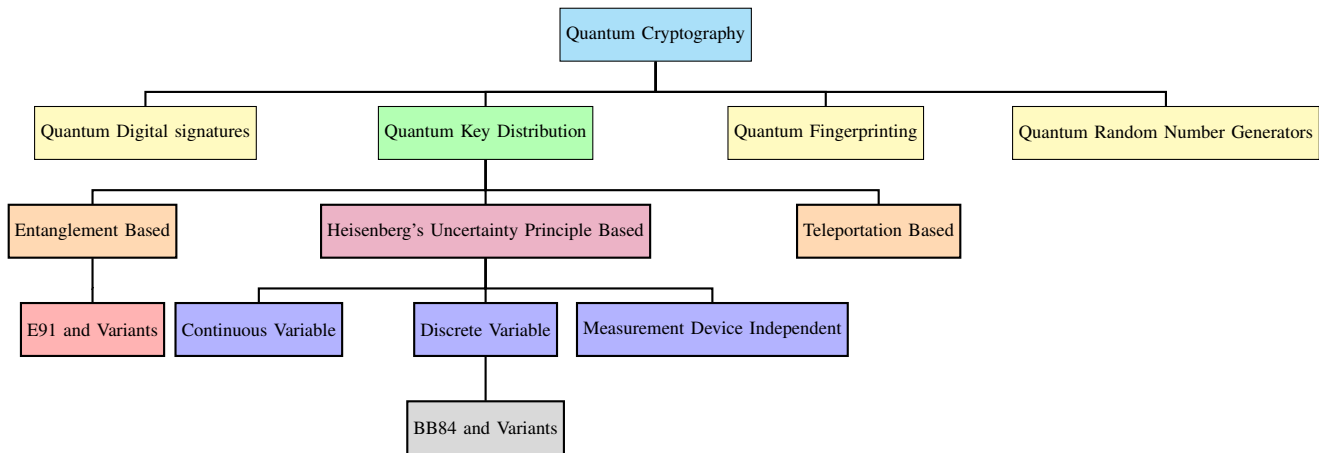 Quantum Cryptography
Quantum Digital signatures
Quantum Key Distribution
Quantum Fingerprinting
Quantum Random Number Generators
Entanglement Based
Heisenberg's Uncertainty Principle Based
Teleportation Based
E91 and Variants
Continuous Variable
Discrete Variable
Measurement Device Independent
BB84 and Variants